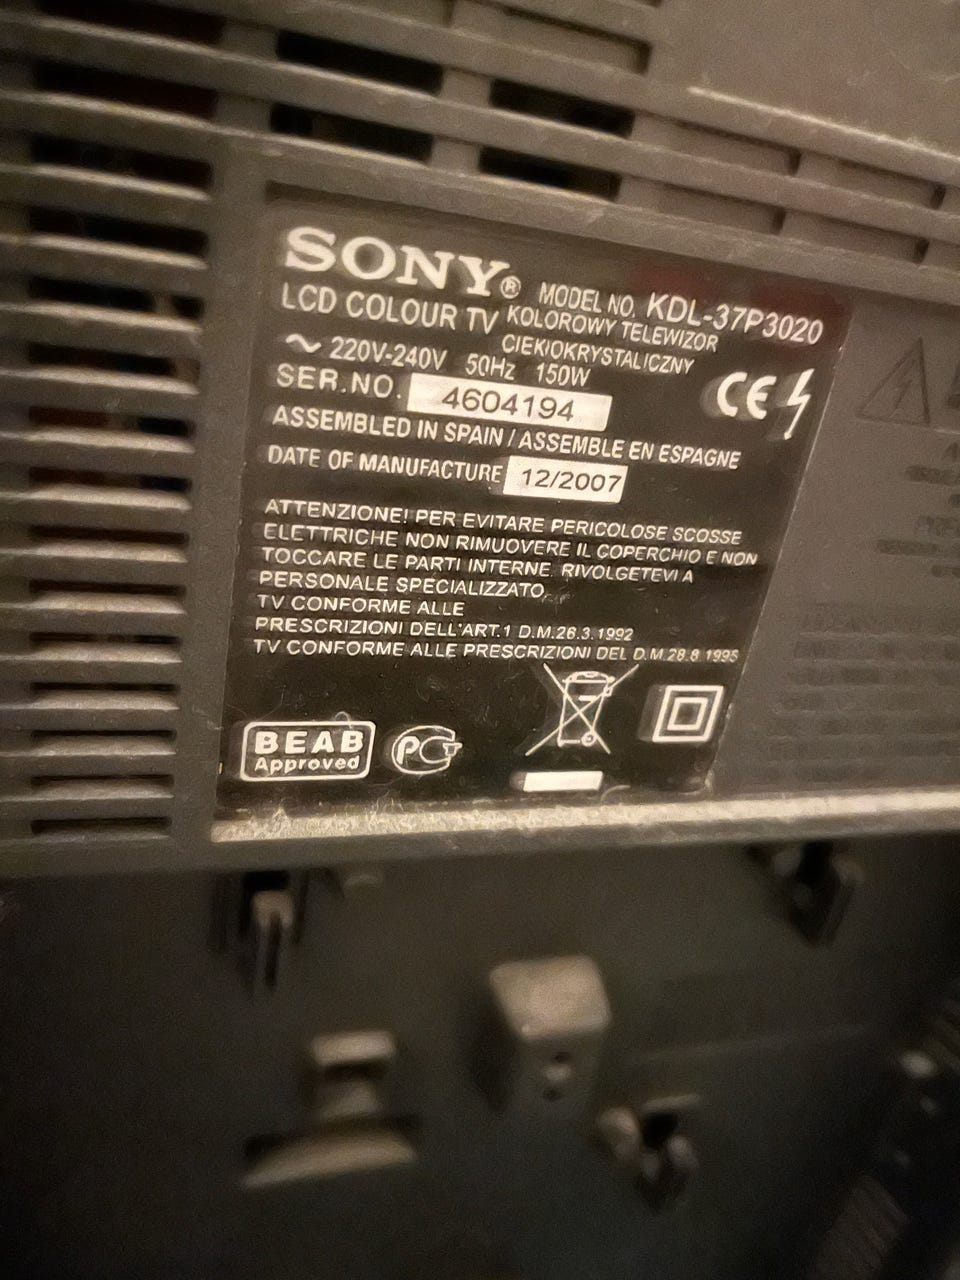 SONY®
MODEL NO. KDL-37P3020
LCD COLOUR TV
KOLOROWY TELEWIZOR
CIEKłOKRYSTALICZNY
~ 220V-240V 50Hz 150W
CE
SER.NO. 4604194
ASSEMBLED IN SPAIN / ASSEMBLE EN ESPAGNE
DATE OF MANUFACTURE 12/2007
ATTENZIONE! PER EVITARE PERICOLOSE SCOSSE
ELETTRICHE NON RIMUOVERE IL COPERCHIO E NON
TOCCARE LE PARTI INTERNE. RIVOLGETEVI A
PERSONALE SPECIALIZZATO.
TV CONFORME ALLE
PRESCRIZIONI DELL'ART.1 D.M.26.3.1992
TV CONFORME ALLE PRESCRIZIONI DEL D.M.28.8.1995
BEAB
Approved
РСТ